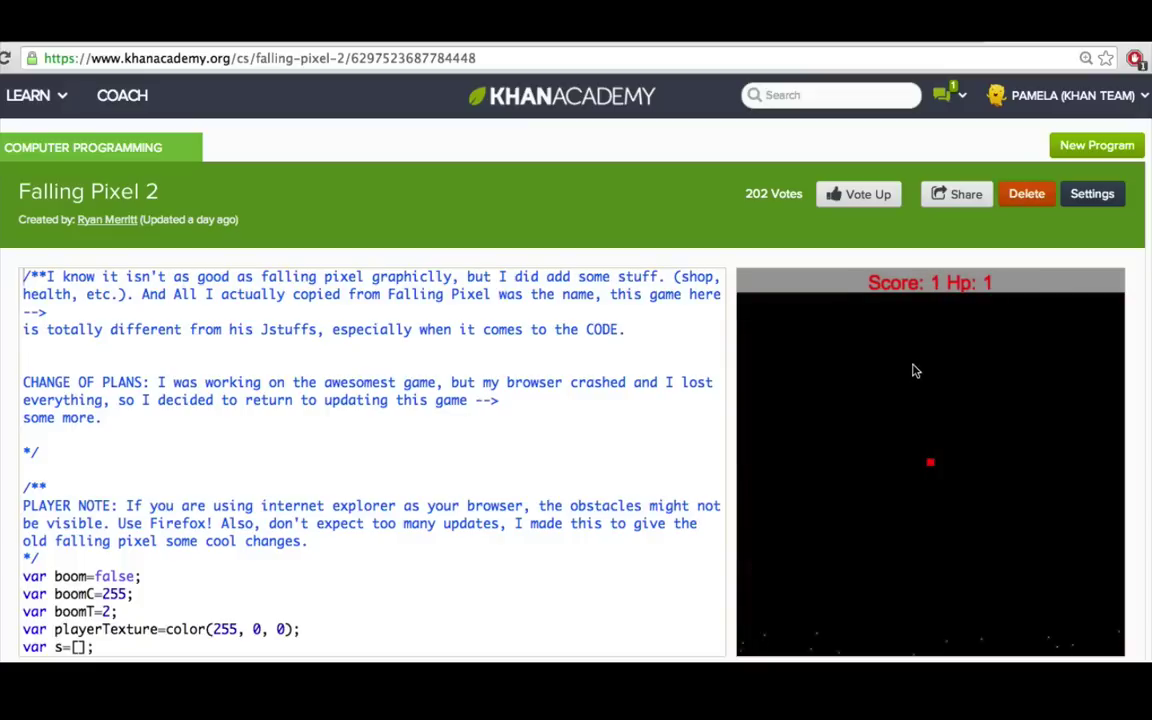 https://www.khanacademy.org/cs/falling-pixel-2/6297523687784448
1
LEARN COACH KHANACADEMY Search 1 PAMELA (KHAN TEAM)
COMPUTER PROGRAMMING New Program
Falling Pixel 2
202 Votes Vote Up Share Delete Settings
Created by: Ryan Merritt (Updated a day ago)
/**I know it isn't as good as falling pixel graphiclly, but I did add some stuff. (shop,
health, etc.). And All I actually copied from Falling Pixel was the name, this game here
-->
is totally different from his Jstuffs, especially when it comes to the CODE.
CHANGE OF PLANS: I was working on the awesomest game, but my browser crashed and I lost
everything, so I decided to return to updating this game -->
some more.
*/
/**
PLAYER NOTE: If you are using internet explorer as your browser, the obstacles might not
be visible. Use Firefox! Also, don't expect too many updates, I made this to give the
old falling pixel some cool changes.
*/
var boom=false;
var boomC=255;
var boomT=2;
var playerTexture=color(255, 0, 0);
var s=[];
Score: 1 Hp: 1